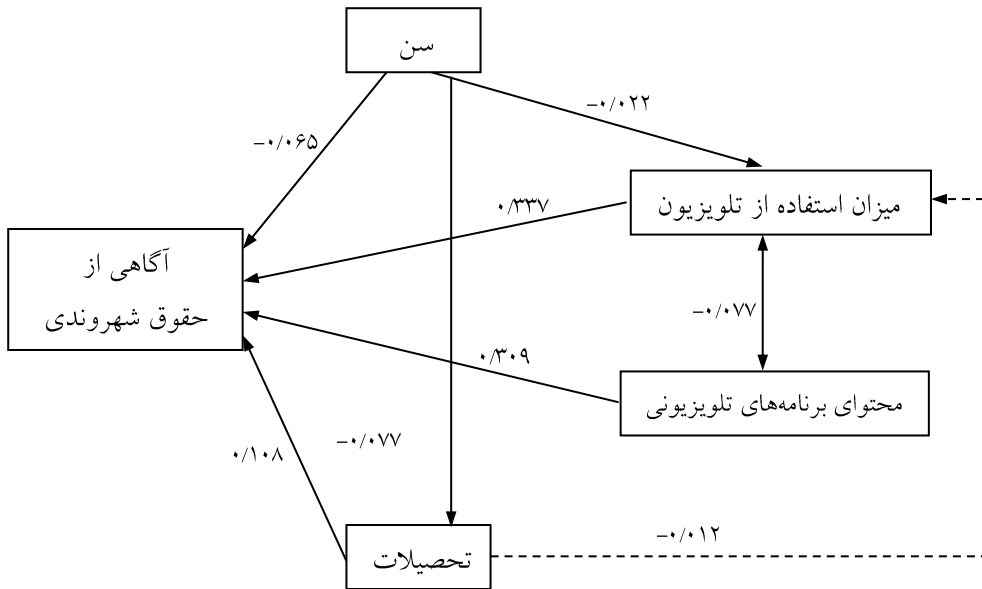 سن
−۰/۰۲۲
−۰/۰۶۵
میزان استفاده از تلویزیون
۰/۳۳۷
آگاهی از
حقوق شهروندی
−۰/۰۷۷
۰/۳۰۹
محتوای برنامه‌های تلویزیونی
−۰/۰۷۷
۰/۱۰۸
−۰/۰۱۲
تحصیلات